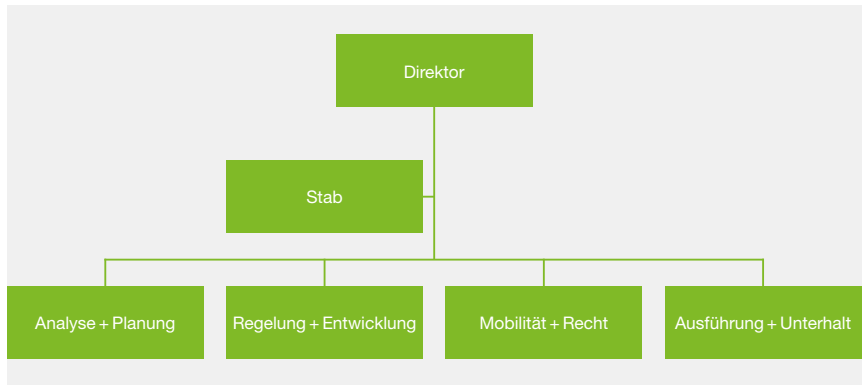 Direktor
Stab
Analyse + Planung
Regelung + Entwicklung
Mobilität + Recht
Ausführung + Unterhalt